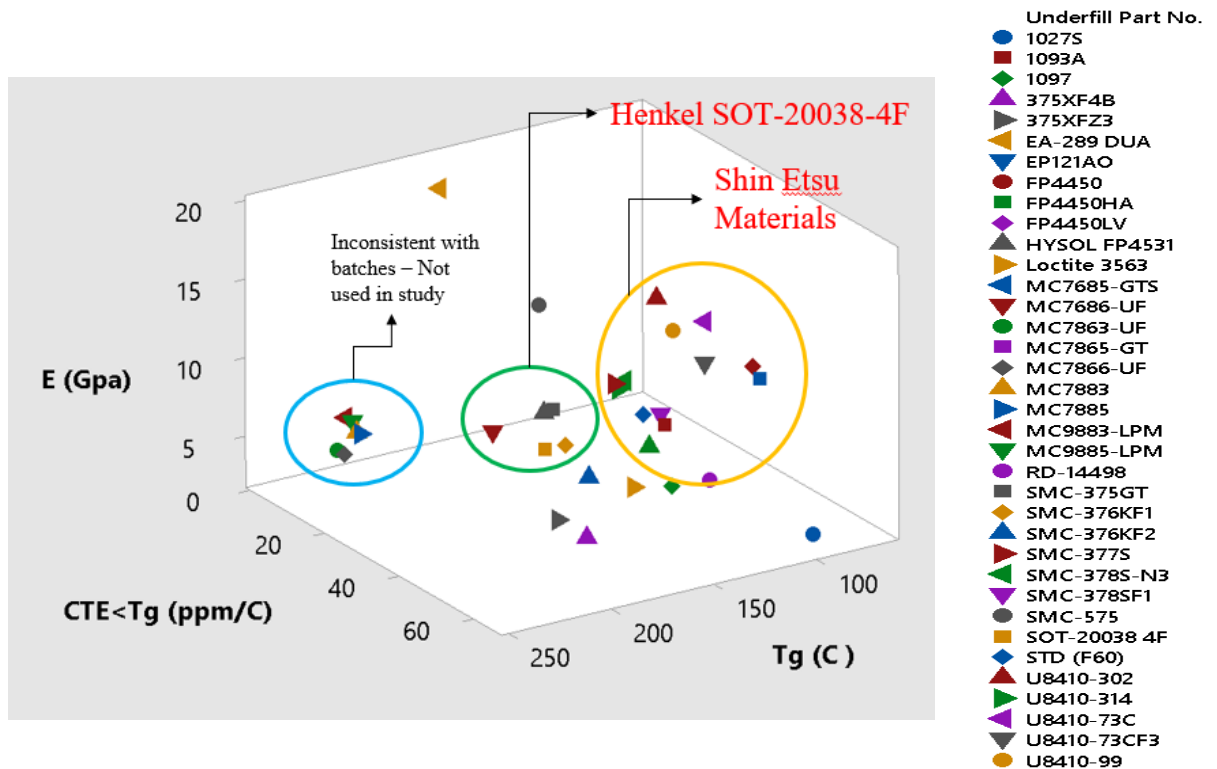 Henkel SOT-20038-4F
Shin Etsu
Materials
Inconsistent with
batches – Not
used in study
E (Gpa)
20
15
10
5
0
20
40
60
CTE<Tg (ppm/C)
250
200
150
100
Tg (C )
Underfill Part No.
1027S
1093A
1097
375XF4B
375XFZ3
EA-289 DUA
EP121AO
FP4450
FP4450HA
FP4450LV
HYSOL FP4531
Loctite 3563
MC7685-GTS
MC7686-UF
MC7863-UF
MC7865-GT
MC7866-UF
MC7883
MC7885
MC9883-LPM
MC9885-LPM
RD-14498
SMC-375GT
SMC-376KF1
SMC-376KF2
SMC-377S
SMC-378S-N3
SMC-378SF1
SMC-575
SOT-20038 4F
STD (F60)
U8410-302
U8410-314
U8410-73C
U8410-73CF3
U8410-99